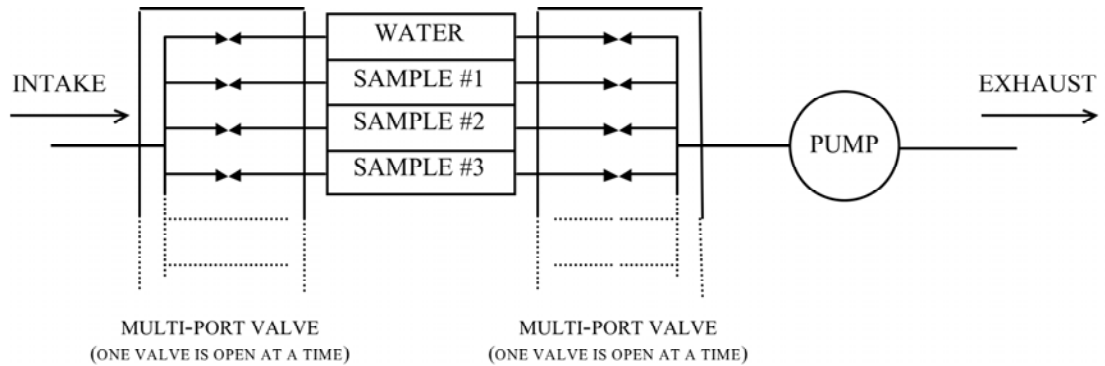 WATER
SAMPLE #1
INTAKE
EXHAUST
SAMPLE #2
PUMP
SAMPLE #3
MULTI-PORT VALVE
(ONE VALVE IS OPEN AT A TIME)
MULTI-PORT VALVE
(ONE VALVE IS OPEN AT A TIME)